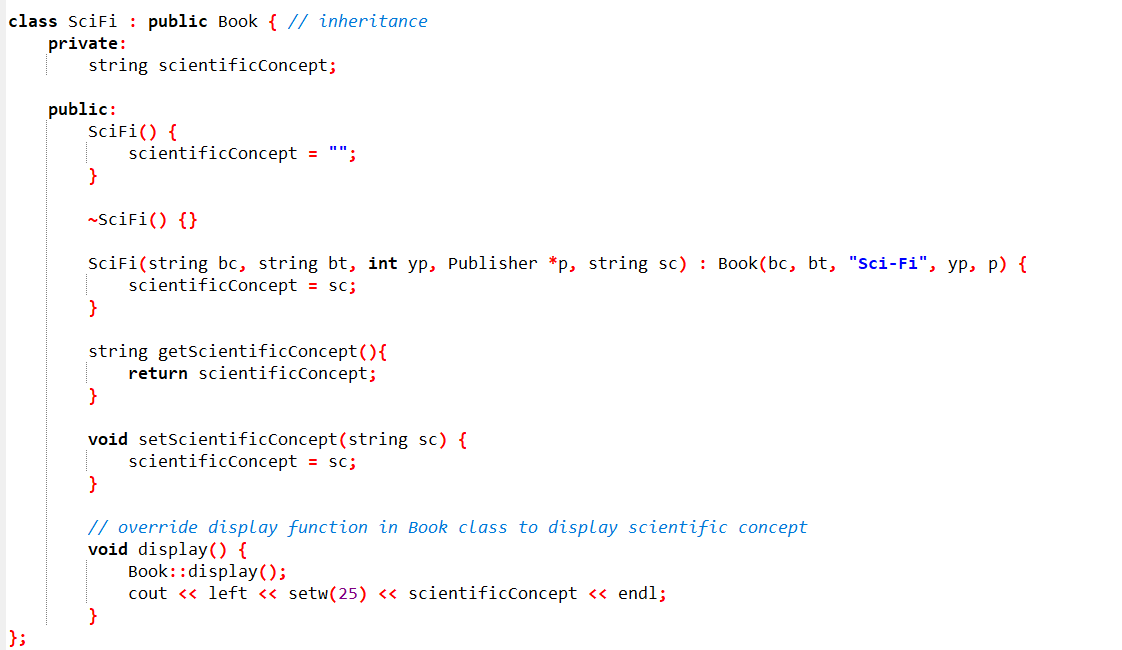 class SciFi : public Book { // inheritance
    private:
        string scientificConcept;

    public:
        SciFi() {
            scientificConcept = "";
        }

        ~SciFi() {}

        SciFi(string bc, string bt, int yp, Publisher *p, string sc) : Book(bc, bt, "Sci-Fi", yp, p) {
            scientificConcept = sc;
        }

        string getScientificConcept(){
            return scientificConcept;
        }

        void setScientificConcept(string sc) {
            scientificConcept = sc;
        }

        // override display function in Book class to display scientific concept
        void display() {
            Book::display();
            cout << left << setw(25) << scientificConcept << endl;
        }
};